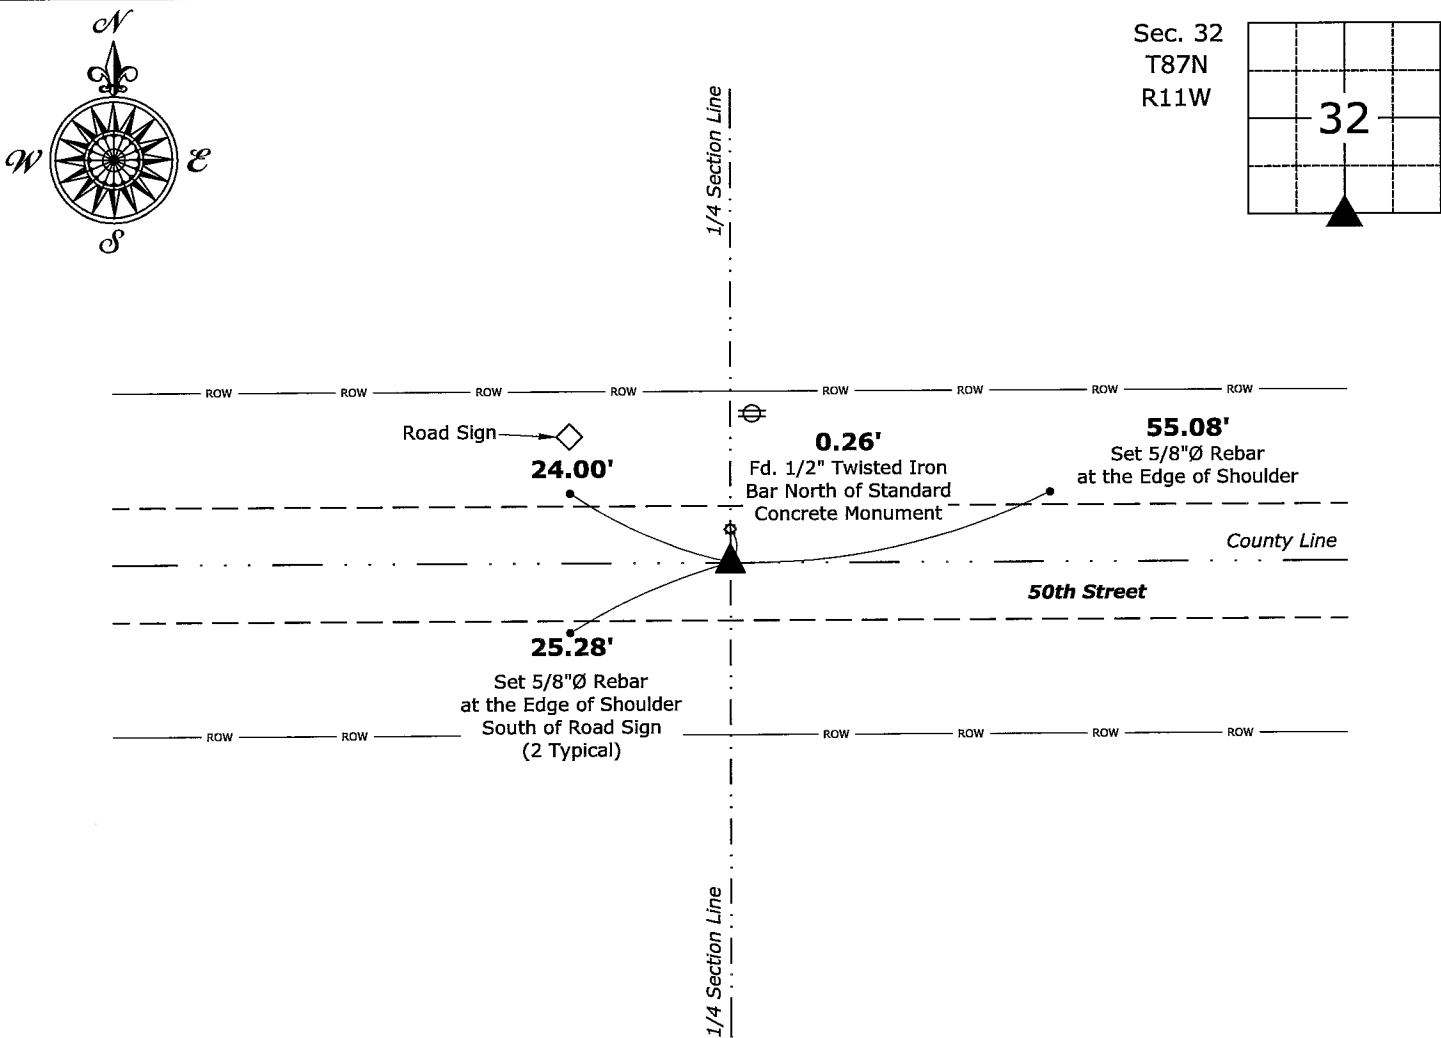 N
W
E
S
Sec. 32
T87N
R11W
32
1/4 Section Line
ROW ROW ROW ROW ROW ROW ROW ROW
Road Sign
24.00'
0.26'
Fd. 1/2" Twisted Iron
Bar North of Standard
Concrete Monument
55.08'
Set 5/8"Ø Rebar
at the Edge of Shoulder
County Line
50th Street
25.28'
Set 5/8"Ø Rebar
at the Edge of Shoulder
South of Road Sign
(2 Typical)
ROW ROW ROW ROW ROW ROW
1/4 Section Line